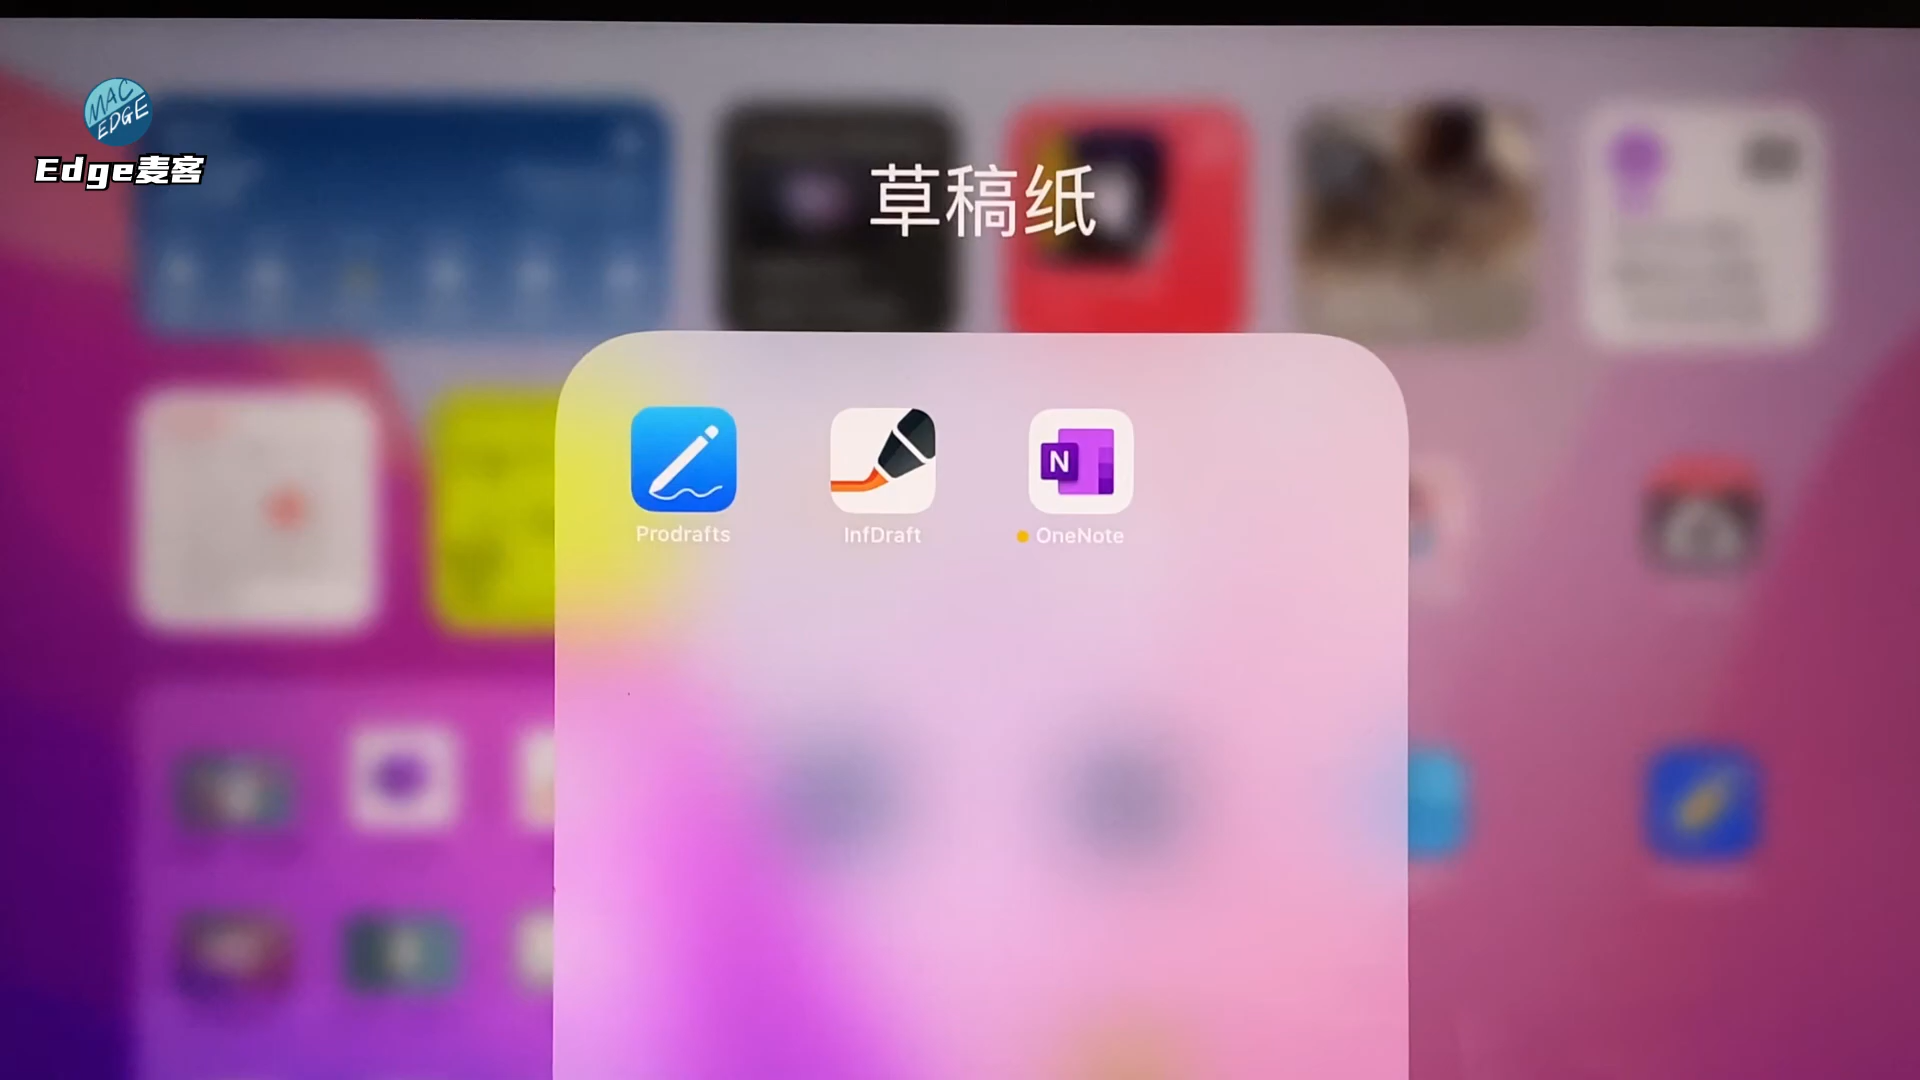 MAC
EDGE
Edge麦客
草稿纸
Prodrafts
InfDraft
N
OneNote